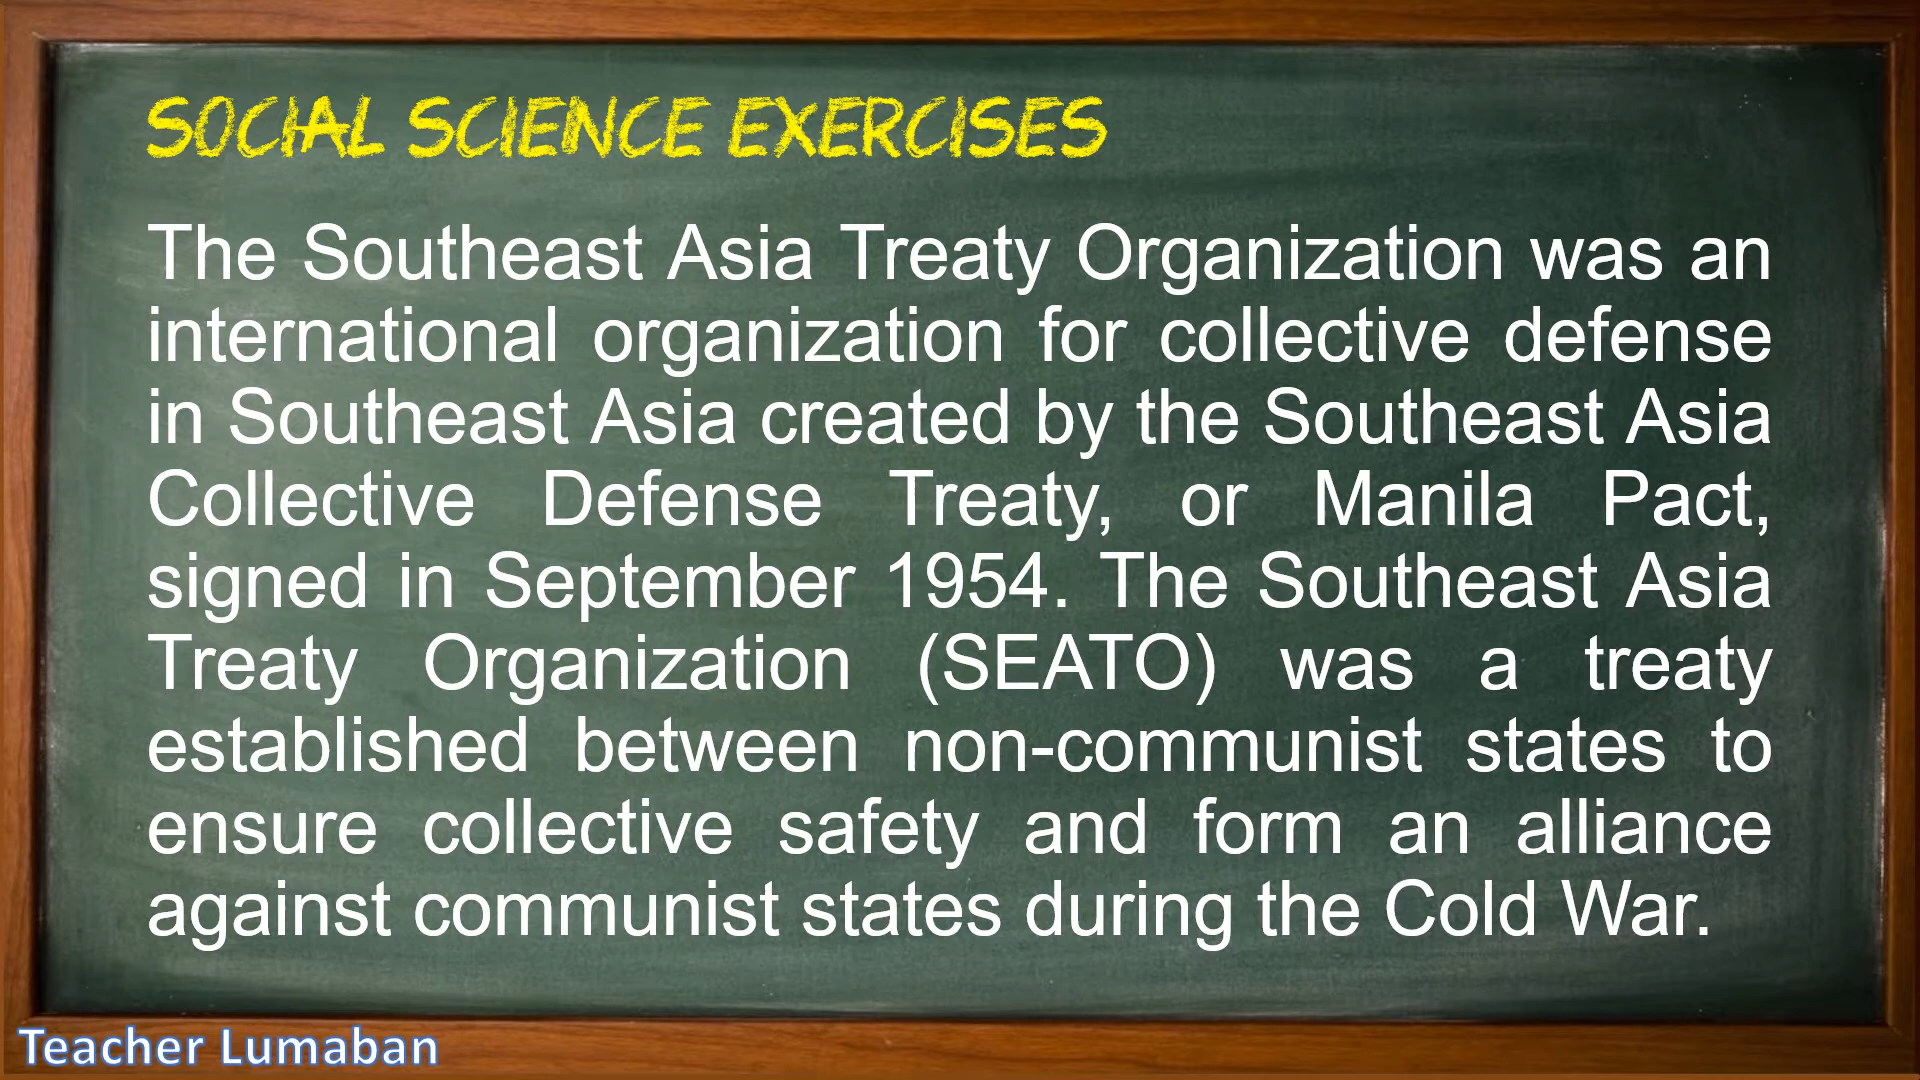 SOCIAL SCIENCE EXERCISES
The Southeast Asia Treaty Organization was an
international organization for collective defense
in Southeast Asia created by the Southeast Asia
Collective Defense Treaty, or Manila Pact,
signed in September 1954. The Southeast Asia
Treaty Organization (SEATO) was a treaty
established between non-communist states to
ensure collective safety and form an alliance
against communist states during the Cold War.
Teacher Lumaban